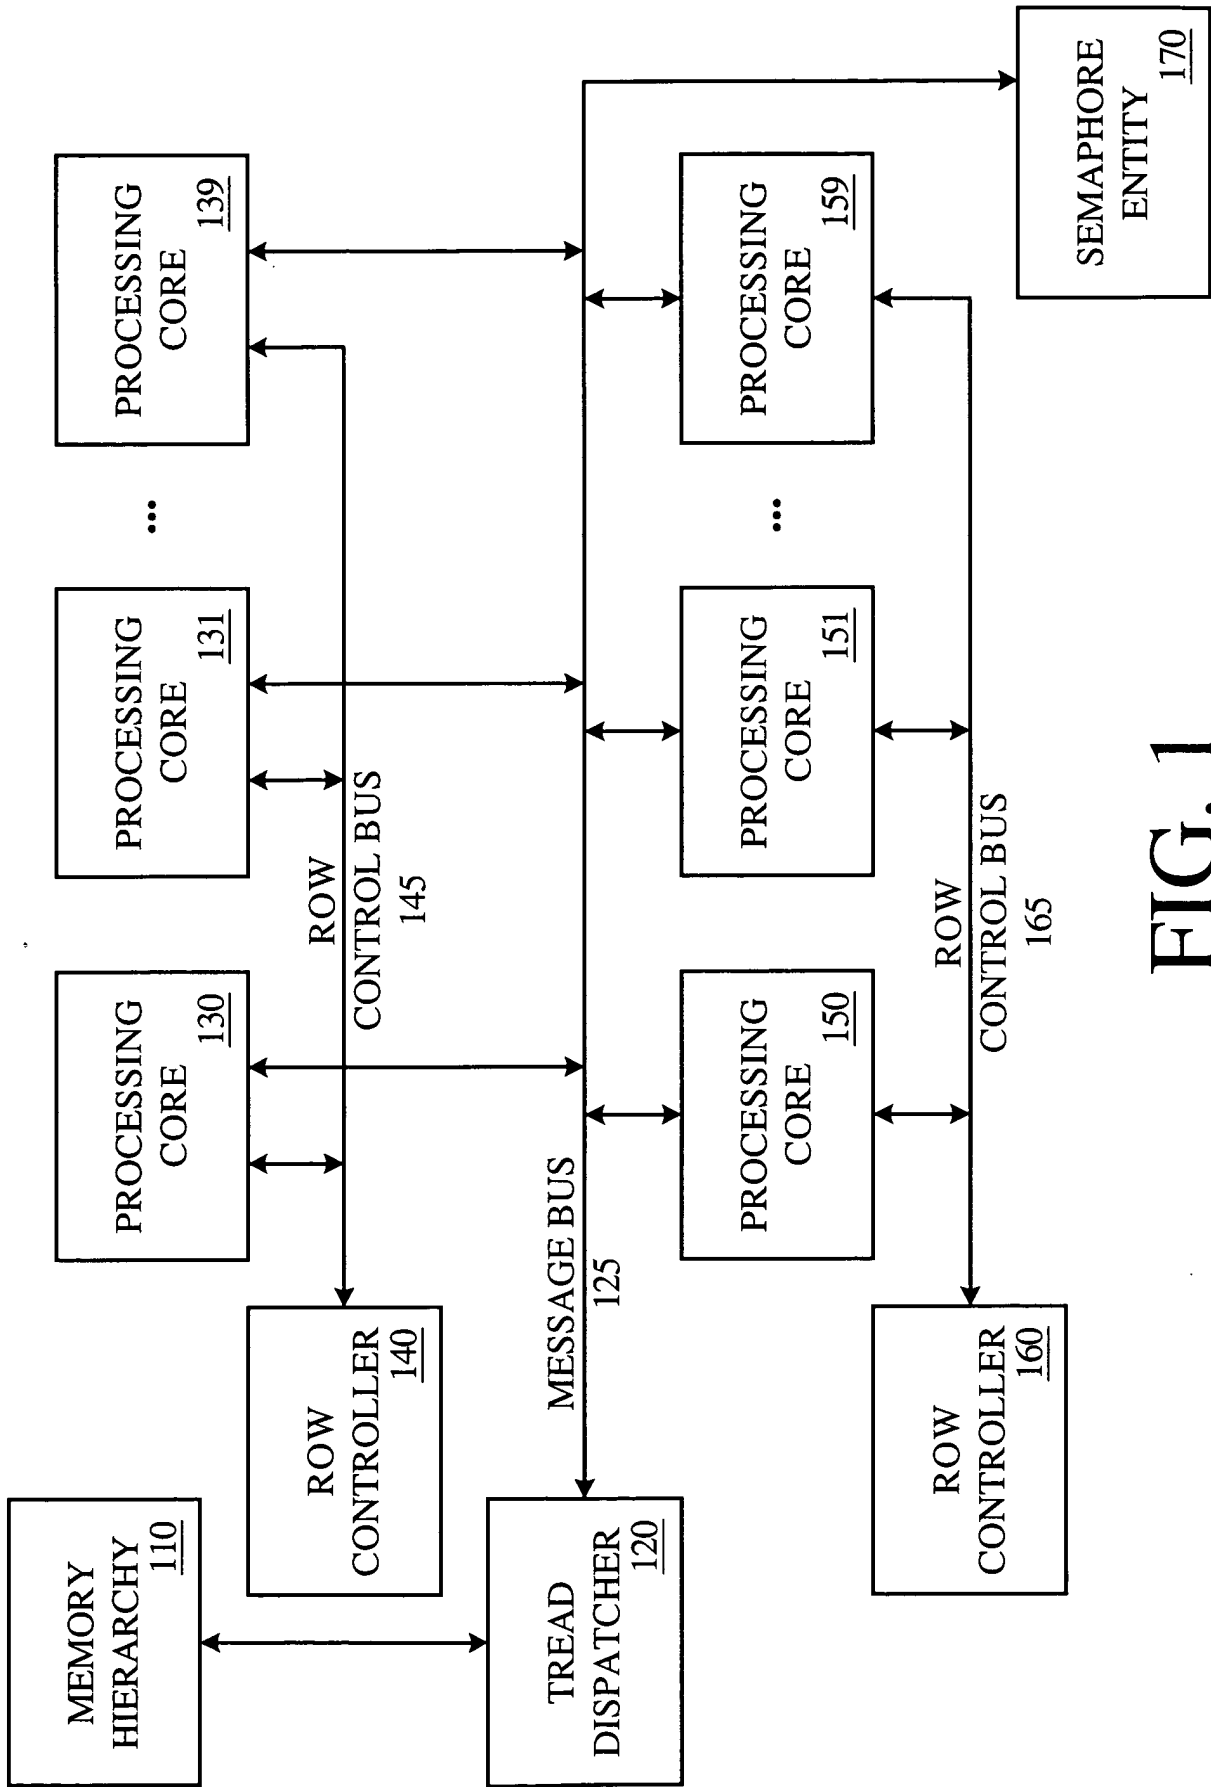 MEMORY
HIERARCHY
110
ROW
CONTROLLER
140
TREAD
DISPATCHER
120
ROW
CONTROLLER
160
MESSAGE BUS
125
PROCESSING
CORE
130
PROCESSING
CORE
131
...
PROCESSING
CORE
139
ROW
CONTROL BUS
145
PROCESSING
CORE
150
PROCESSING
CORE
151
...
PROCESSING
CORE
159
ROW
CONTROL BUS
165
SEMAPHORE
ENTITY
170
FIG. 1